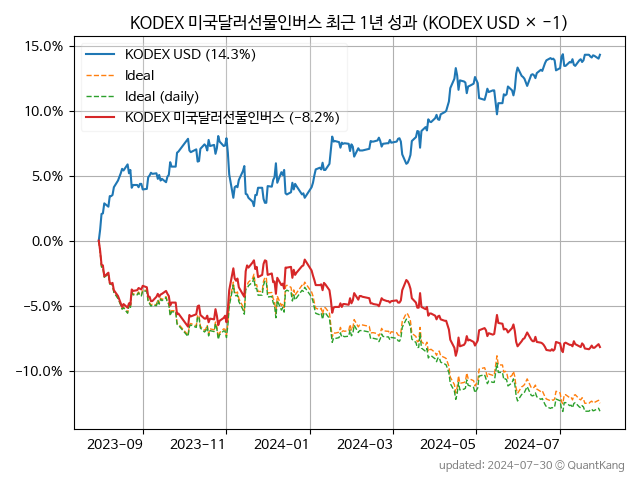 KODEX 미국달러선물인버스 최근 1년 성과 (KODEX USD × −1)
15.0%
10.0%
5.0%
0.0%
−5.0%
−10.0%
KODEX USD (14.3%)
Ideal
Ideal (daily)
KODEX 미국달러선물인버스 (−8.2%)
2023-09
2023-11
2024-01
2024-03
2024-05
2024-07
updated: 2024-07-30 © QuantKang